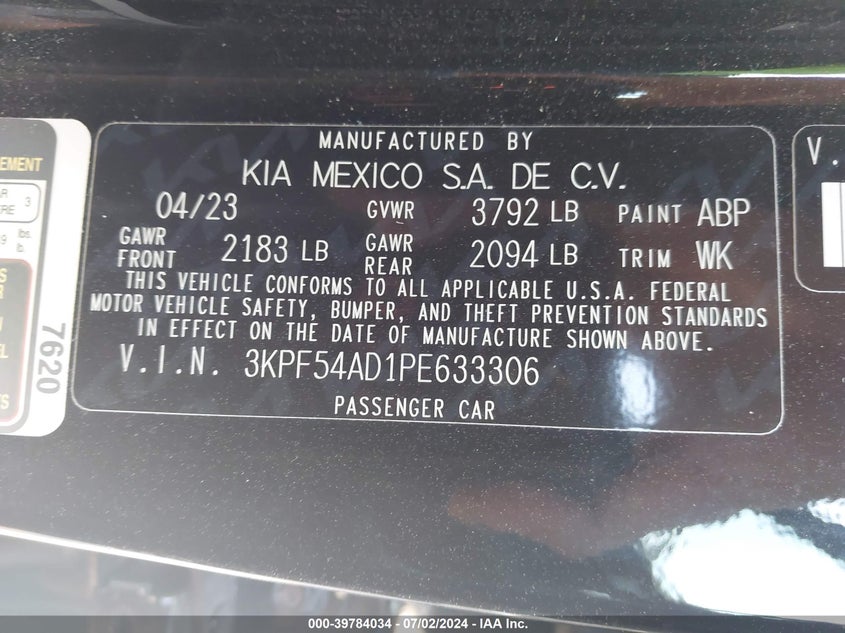 MANUFACTURED BY
KIA MEXICO S.A. DE C.V.
04/23 GVWR 3792 LB PAINT ABP
GAWR FRONT 2183 LB GAWR REAR 2094 LB TRIM WK
THIS VEHICLE CONFORMS TO ALL APPLICABLE U.S.A. FEDERAL
MOTOR VEHICLE SAFETY, BUMPER, AND THEFT PREVENTION STANDARDS
IN EFFECT ON THE DATE OF MANUFACTURE SHOWN ABOVE.
V.I.N. 3KPF54AD1PE633306
PASSENGER CAR
V.
3
lbs.
7620
000-39784034 / 07/02/2024 - IAA Inc.